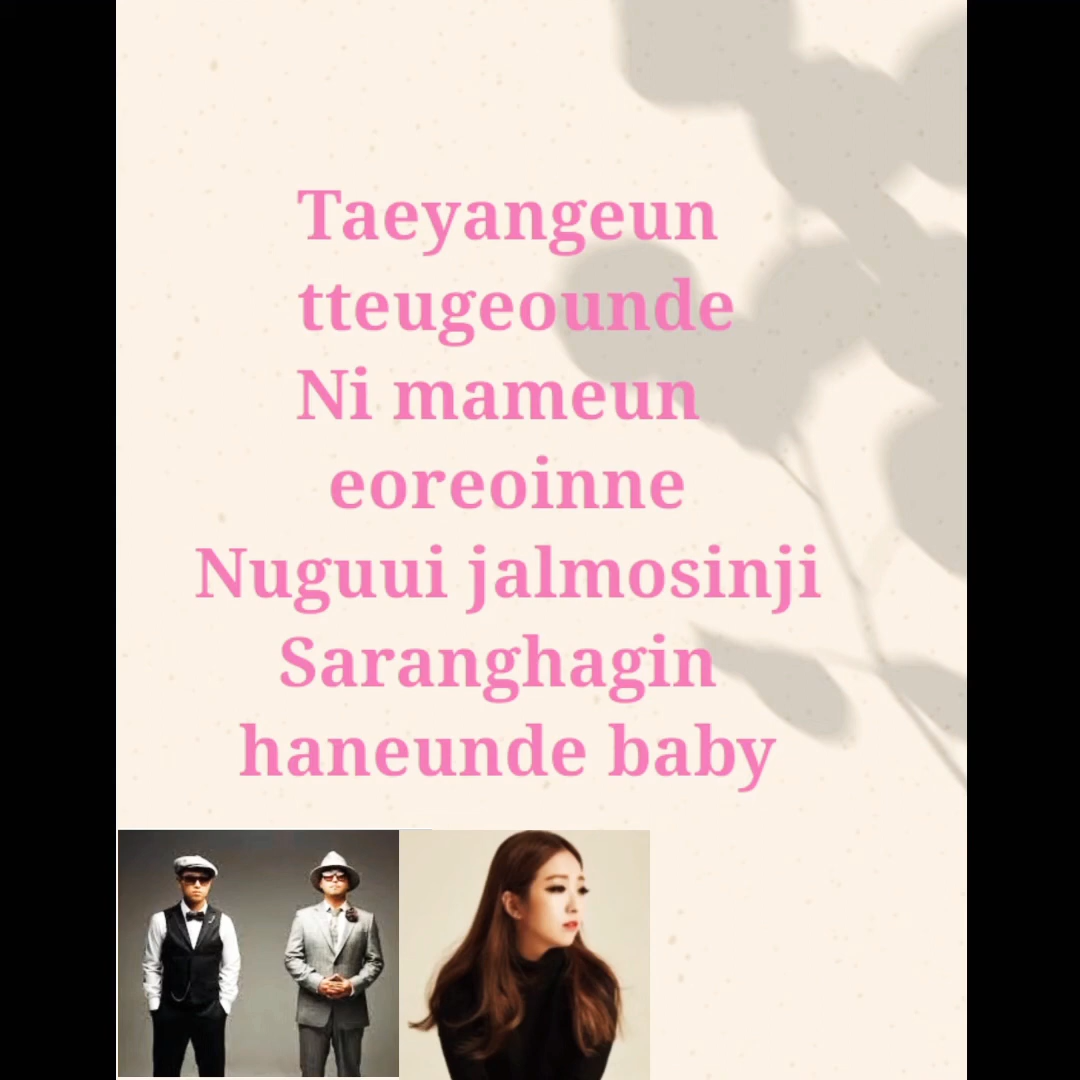 Taeyangeun
tteugeounde
Ni mameun
eoreoinne
Nuguui jalmosinji
Saranghagin
haneunde baby